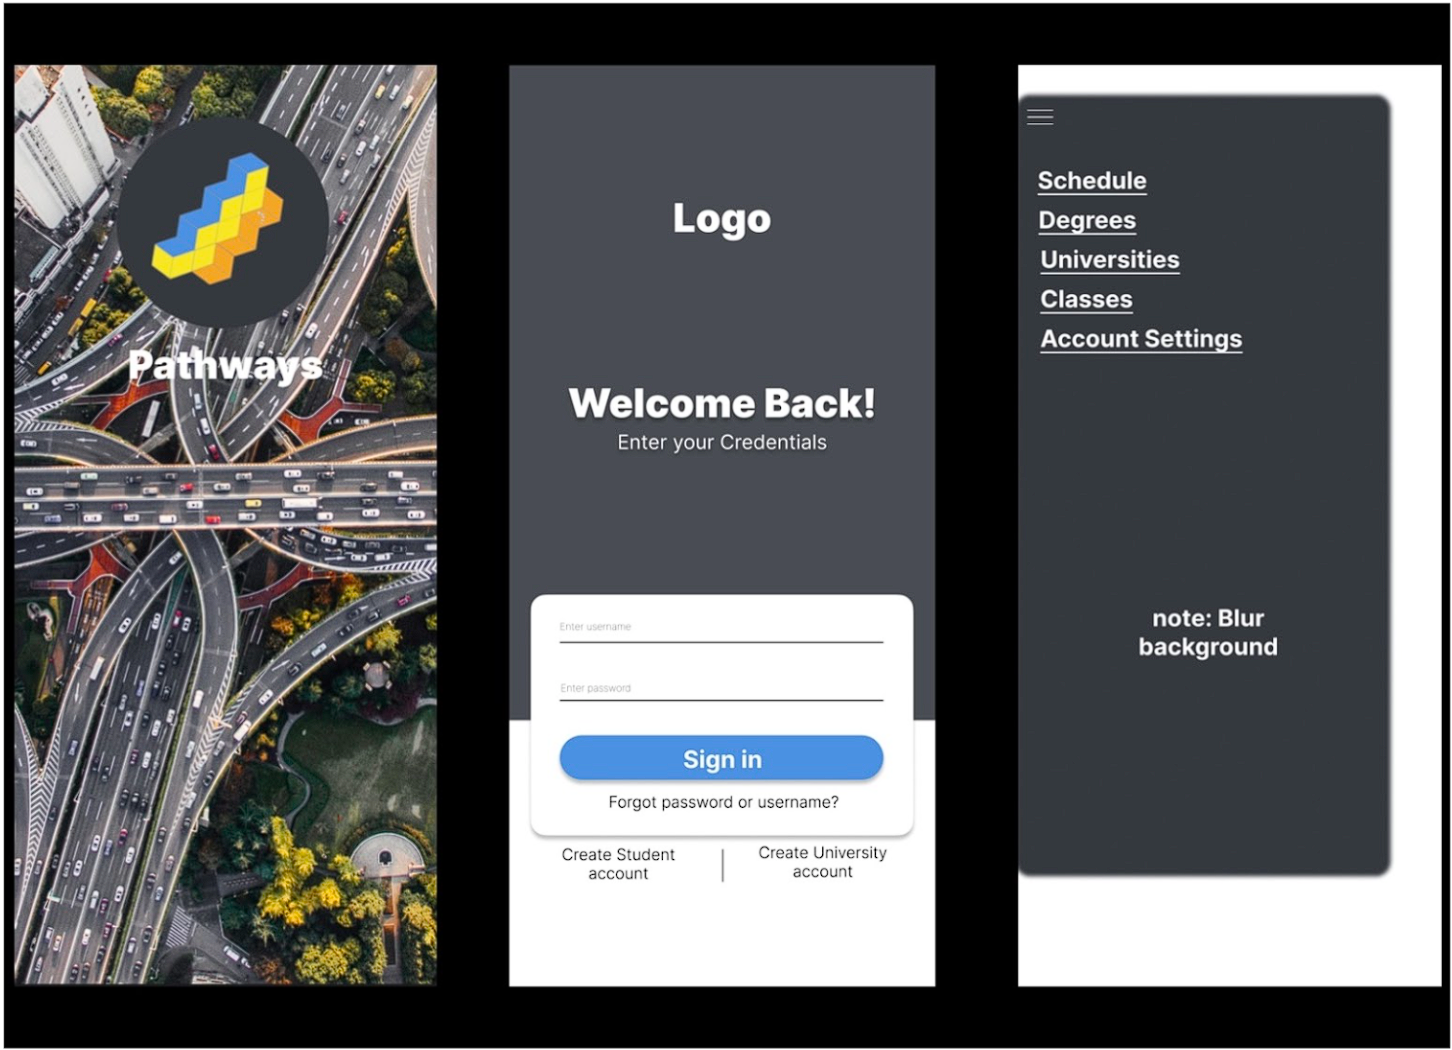 Pathways
Logo
Welcome Back!
Enter your Credentials
Enter username
Enter password
Sign in
Forgot password or username?
Create Student
account
Create University
account
Schedule
Degrees
Universities
Classes
Account Settings
note: Blur
background